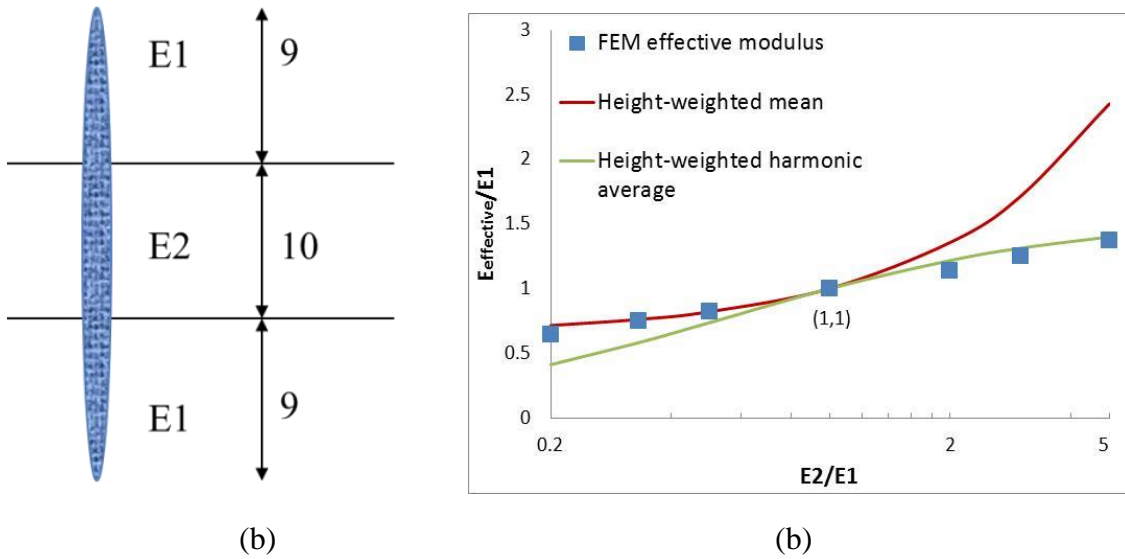 E1
9
E2
10
E1
9
(b)
3
2.5
2
1.5
1
0.5
0
Eeffective/E1
FEM effective modulus
Height-weighted mean
Height-weighted harmonic
average
(1,1)
0.2
2
5
E2/E1
(b)